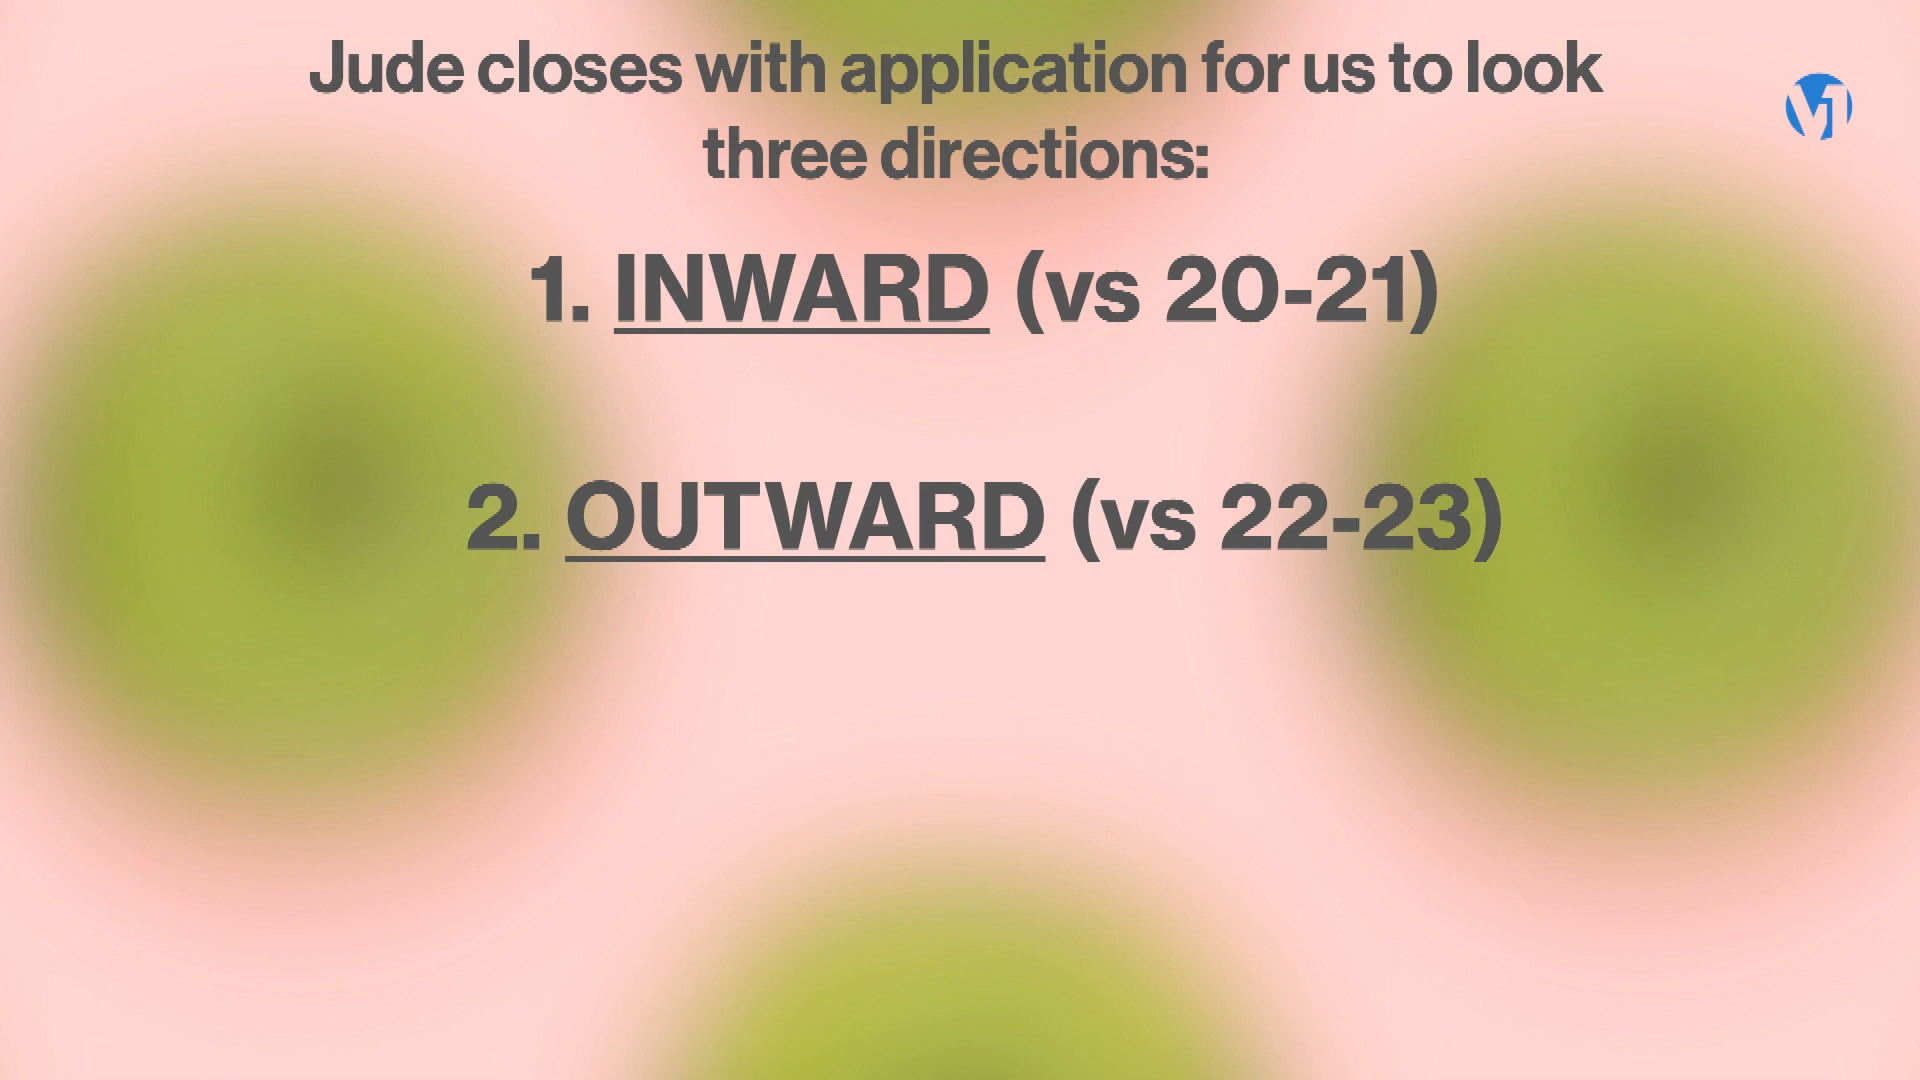 Jude closes with application for us to look
three directions:
1. INWARD (vs 20-21)
2. OUTWARD (vs 22-23)